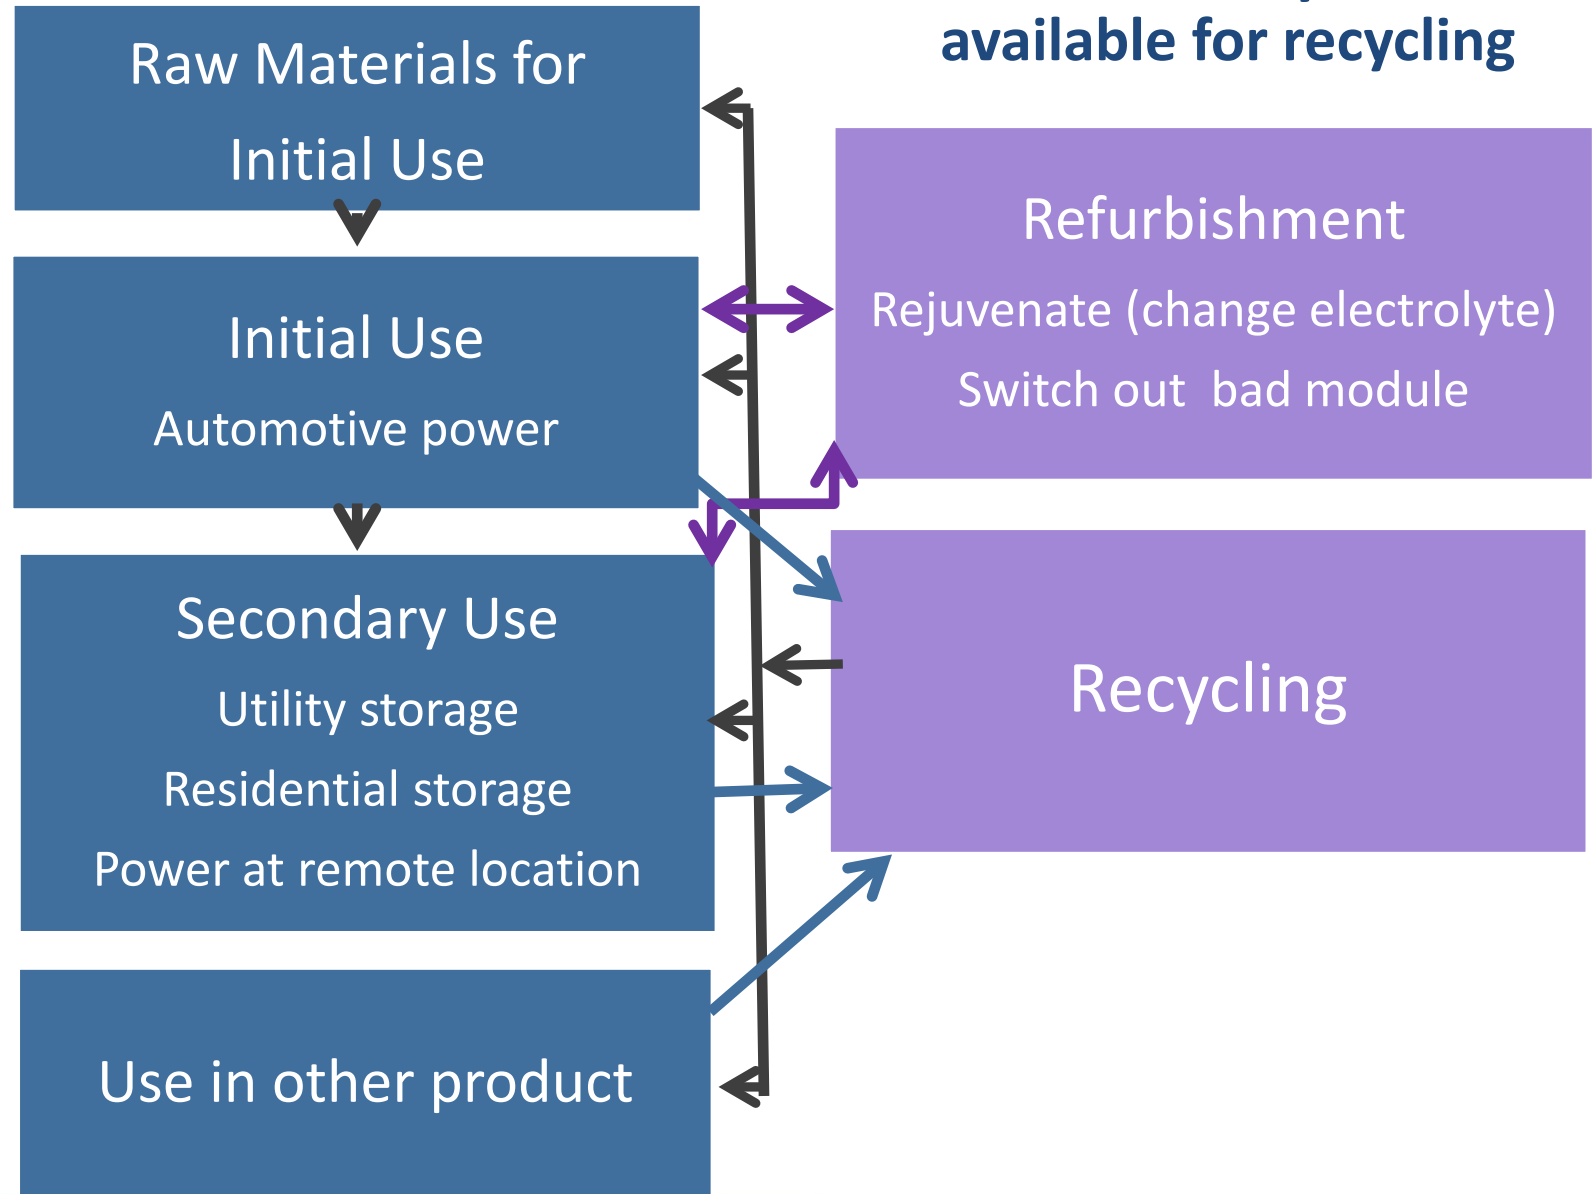 available for recycling
Raw Materials for
Initial Use
Initial Use
Automotive power
Secondary Use
Utility storage
Residential storage
Power at remote location
Use in other product
Refurbishment
Rejuvenate (change electrolyte)
Switch out  bad module
Recycling